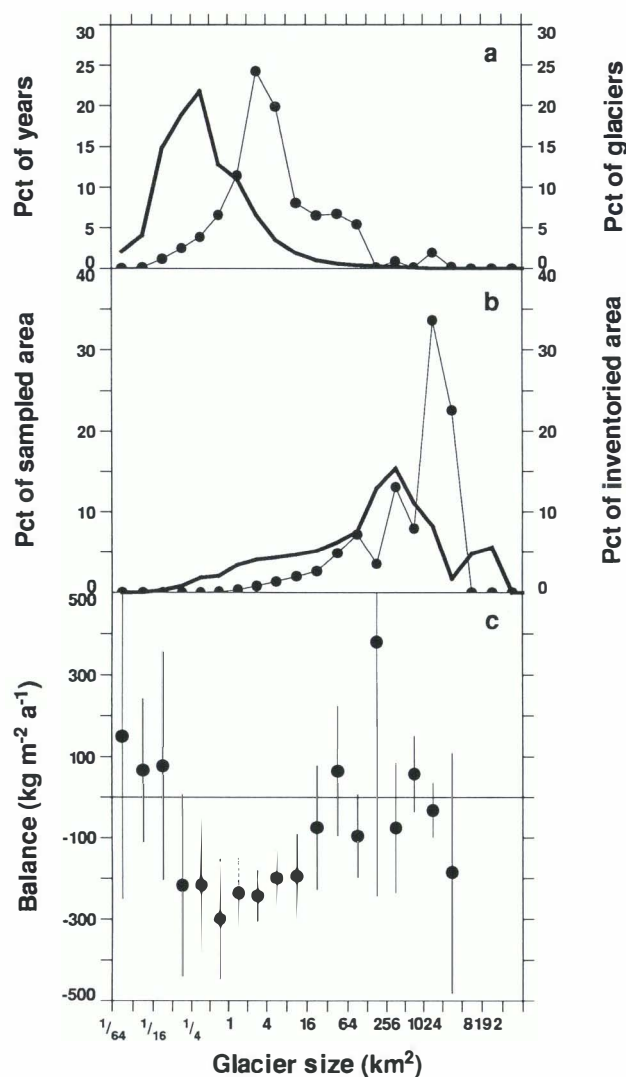 30 a 30
25 25
20 20
15 15
10 10
5 5
0 0
Pct of years
Pct of glaciers
40 b 40
30 30
20 20
10 10
0 0
Pct of sampled area
Pct of inventoried area
500 c
300
100
-100
-300
-500
Balance (kg m⁻² a⁻¹)
1/64 1/16 1/4 1 4 16 64 256 1024 8192
Glacier size (km²)